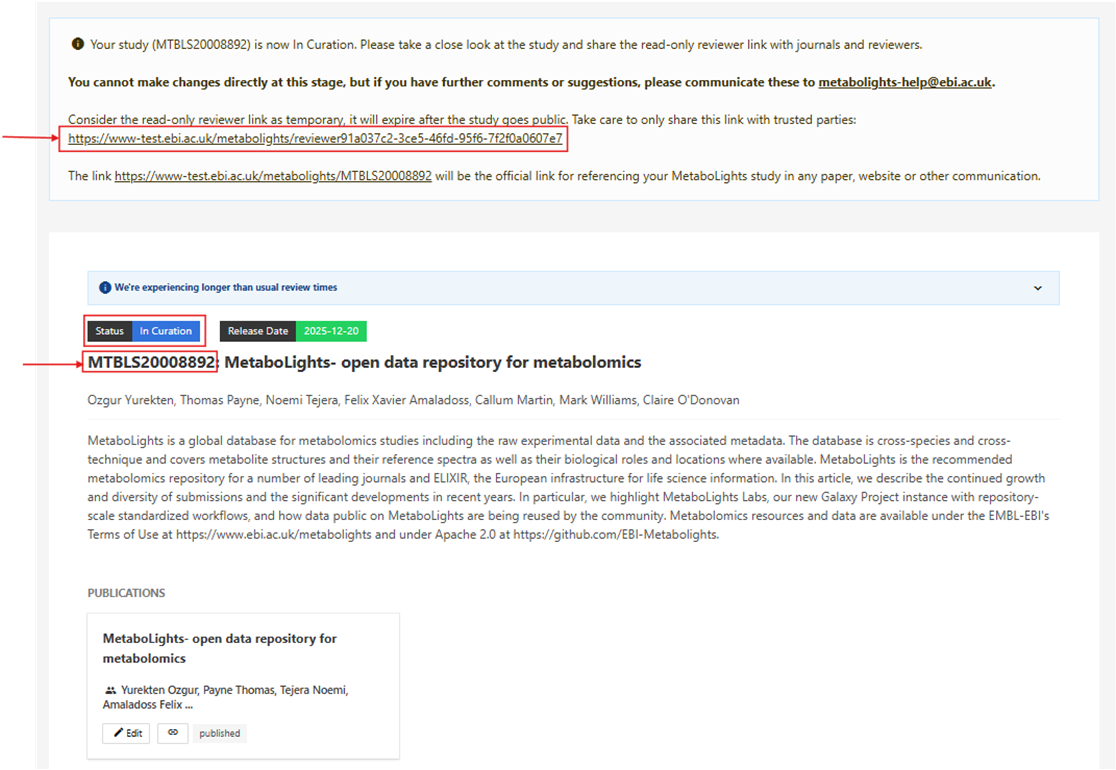 Your study (MTBLS20008892) is now In Curation. Please take a close look at the study and share the read-only reviewer link with journals and reviewers.
You cannot make changes directly at this stage, but if you have further comments or suggestions, please communicate these to metabolights-help@ebi.ac.uk.
Consider the read-only reviewer link as temporary, it will expire after the study goes public. Take care to only share this link with trusted parties:
https://www-test.ebi.ac.uk/metabolights/reviewer91a037c2-3ce5-46fd-95f6-7f2f0a0607e7
The link https://www-test.ebi.ac.uk/metabolights/MTBLS20008892 will be the official link for referencing your MetaboLights study in any paper, website or other communication.
We're experiencing longer than usual review times
Status In Curation Release Date 2025-12-20
MTBLS20008892: MetaboLights- open data repository for metabolomics
Ozgur Yurekten, Thomas Payne, Noemi Tejera, Felix Xavier Amaladoss, Callum Martin, Mark Williams, Claire O'Donovan
MetaboLights is a global database for metabolomics studies including the raw experimental data and the associated metadata. The database is cross-species and cross-
technique and covers metabolite structures and their reference spectra as well as their biological roles and locations where available. MetaboLights is the recommended
metabolomics repository for a number of leading journals and ELIXIR, the European infrastructure for life science information. In this article, we describe the continued growth
and diversity of submissions and the significant developments in recent years. In particular, we highlight MetaboLights Labs, our new Galaxy Project instance with repository-
scale standardized workflows, and how data public on MetaboLights are being reused by the community. Metabolomics resources and data are available under the EMBL-EBI's
Terms of Use at https://www.ebi.ac.uk/metabolights and under Apache 2.0 at https://github.com/EBI-Metabolights.
PUBLICATIONS
MetaboLights- open data repository for
metabolomics
Yurekten Ozgur, Payne Thomas, Tejera Noemi,
Amaladoss Felix ...
Edit published